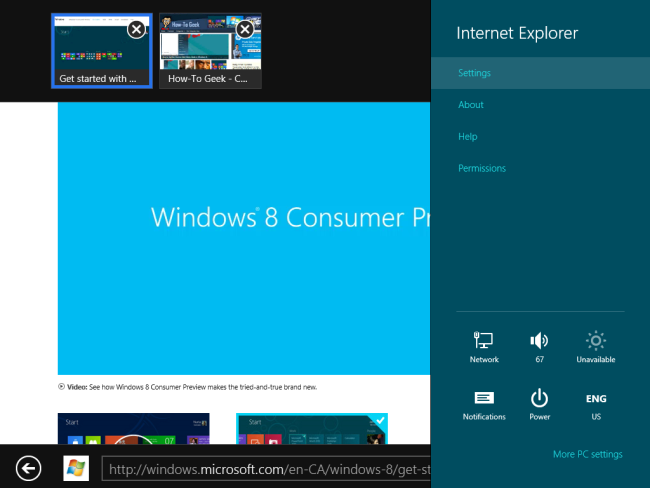 Get started with ...
How-To Geek - C...
Internet Explorer
Settings
About
Help
Permissions
Windows® 8 Consumer Pr
Video: See how Windows 8 Consumer Preview makes the tried-and-true brand new.
Start
Start
07
Network
67
Unavailable
Notifications
Power
ENG
US
More PC settings
http://windows.microsoft.com/en-CA/windows-8/get-st